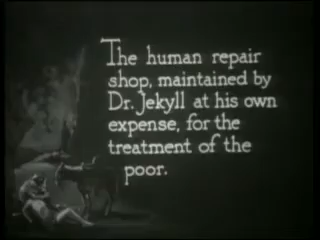 The human repair
shop, maintained by
Dr. Jekyll at his own
expense, for the
treatment of the
poor.